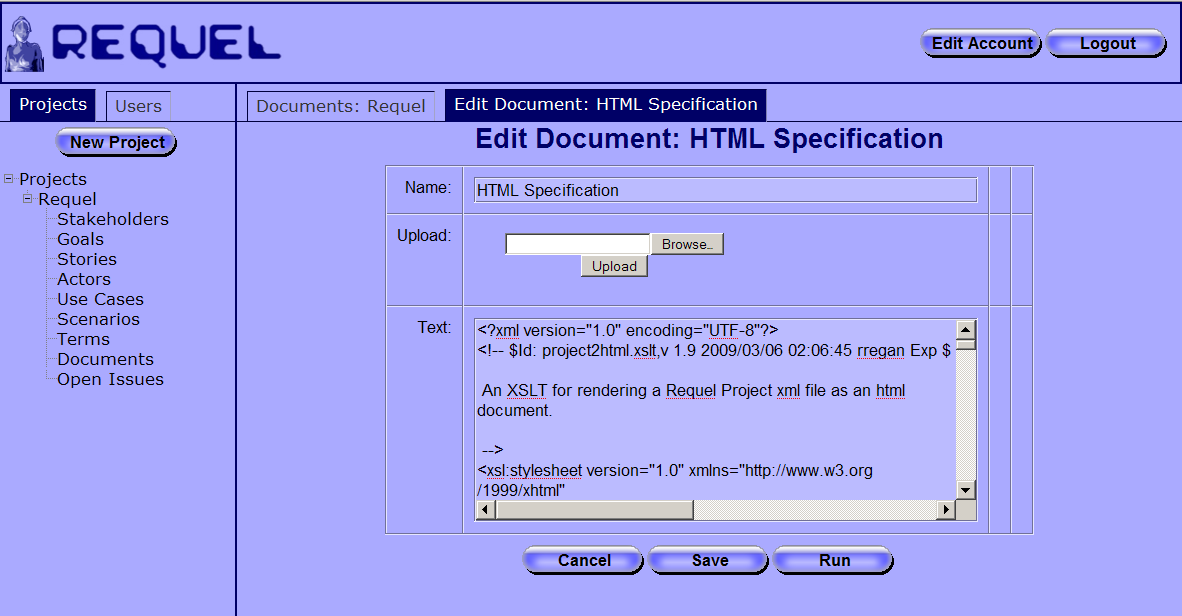 REQUEL
Edit Account
Logout
Projects
Users
Documents: Requel
Edit Document: HTML Specification
New Project
Projects
Requel
Stakeholders
Goals
Stories
Actors
Use Cases
Scenarios
Terms
Documents
Open Issues
Edit Document: HTML Specification
Name:
HTML Specification
Upload:
Browse...
Upload
Text:
<?xml version="1.0" encoding="UTF-8"?>
<!-- $Id: project2html.xslt,v 1.9 2009/03/06 02:06:45 rregan Exp $
An XSLT for rendering a Requel Project xml file as an html
document.
-->
<xsl:stylesheet version="1.0" xmlns="http://www.w3.org
/1999/xhtml"
Cancel
Save
Run